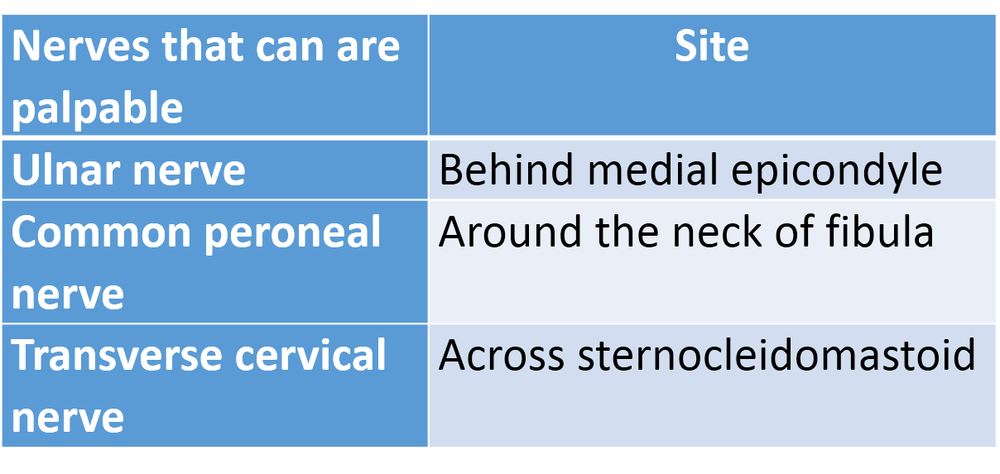 Nerves that can are
palpable
Site
Ulnar nerve
Behind medial epicondyle
Common peroneal
nerve
Around the neck of fibula
Transverse cervical
nerve
Across sternocleidomastoid